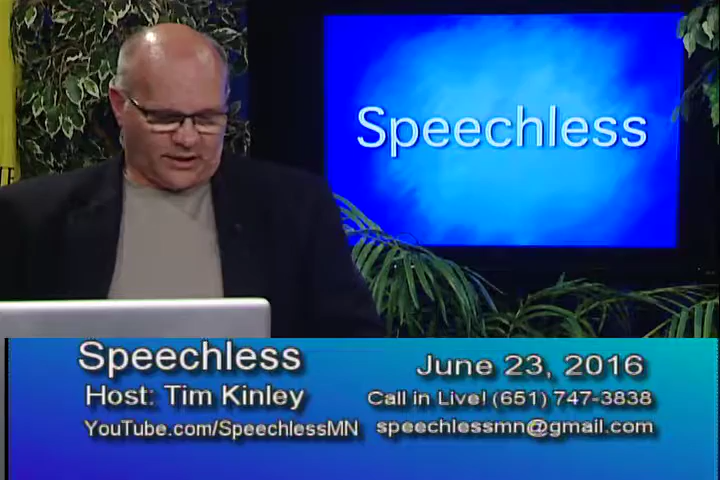 Speechless
Speechless
Host: Tim Kinley
YouTube.com/SpeechlessMN
June 23, 2016
Call in Live! (651) 747-3838
speechlessmn@gmail.com